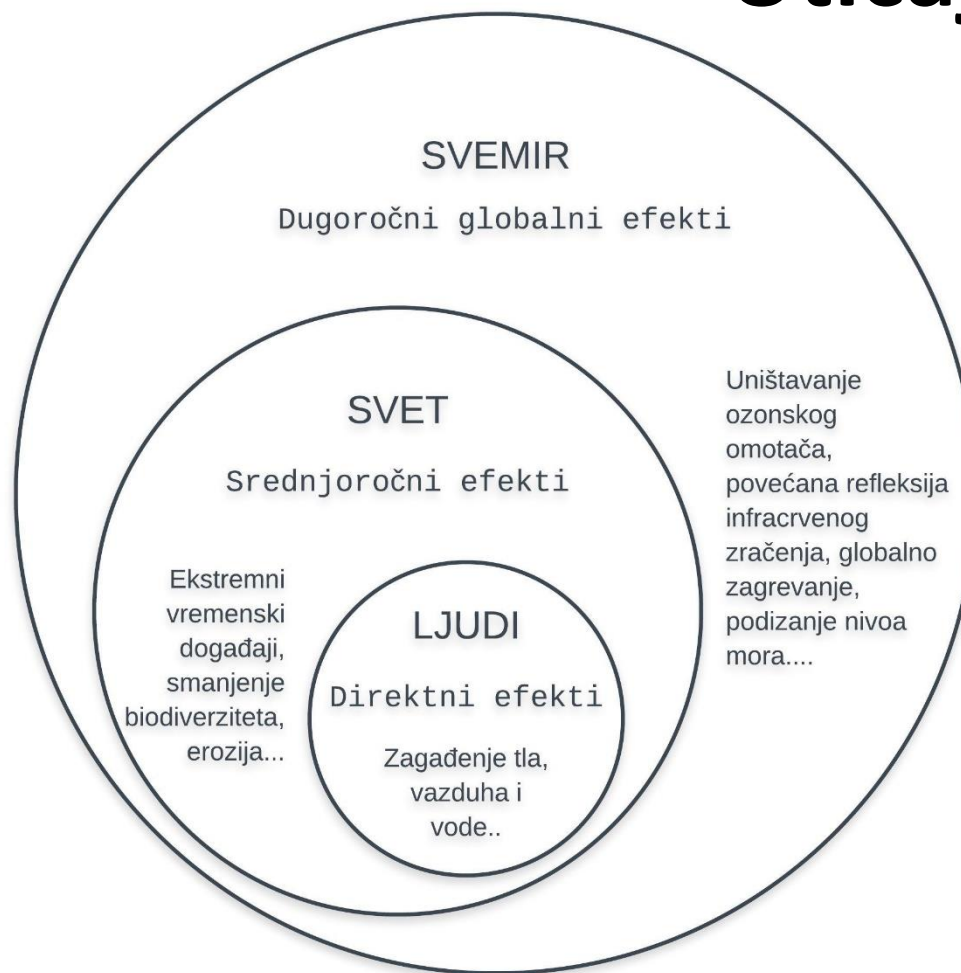 SVEMIR
Dugoročni globalni efekti
SVET
Srednjoročni efekti
Uništavanje
ozonskog
omotača,
povećana refleksija
infracrvenog
zračenja, globalno
zagrevanje,
podizanje nivoa
mora....
Ekstremni
vremenski
događaji,
smanjenje
biodiverziteta,
erozija...
LJUDI
Direktni efekti
Zagađenje tla,
vazduha i
vode..